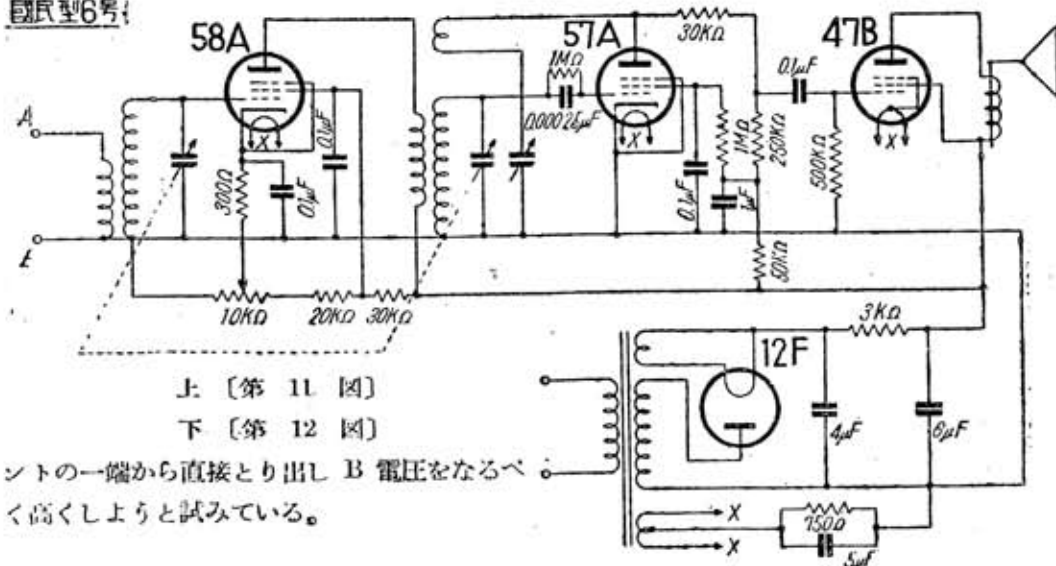 國民型6号
58A
57A
47B
30KΩ
1MΩ
0.00025μF
0.1μF
A
X
0.1μF
X
X
300Ω
0.1μF
0.1μF
1MΩ
250KΩ
500KΩ
1μF
E
50KΩ
10KΩ
20KΩ
30KΩ
3KΩ
12F
上 〔第 11 図〕
下 〔第 12 図〕
4μF
6μF
ントの一端から直接とり出し B 電圧をなるべ
く高くしようと試みている。
X
750Ω
X
5μF